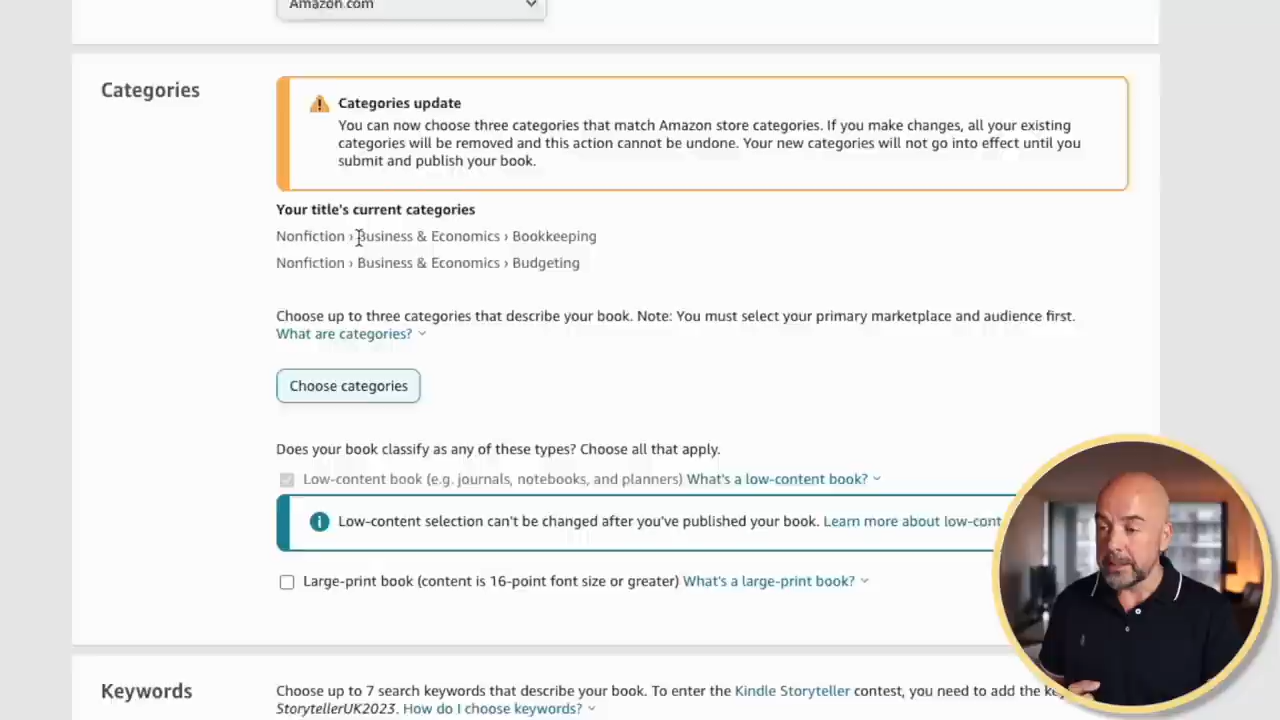 Amazon.com
Categories
Categories update
You can now choose three categories that match Amazon store categories. If you make changes, all your existing
categories will be removed and this action cannot be undone. Your new categories will not go into effect until you
submit and publish your book.
Your title's current categories
Nonfiction › Business & Economics › Bookkeeping
Nonfiction › Business & Economics › Budgeting
Choose up to three categories that describe your book. Note: You must select your primary marketplace and audience first.
What are categories?
Choose categories
Does your book classify as any of these types? Choose all that apply.
Low-content book (e.g. journals, notebooks, and planners) What's a low-content book?
Low-content selection can't be changed after you've published your book. Learn more about low-cont
Large-print book (content is 16-point font size or greater) What's a large-print book?
Keywords
Choose up to 7 search keywords that describe your book. To enter the Kindle Storyteller contest, you need to add the
StorytellerUK2023. How do I choose keywords?